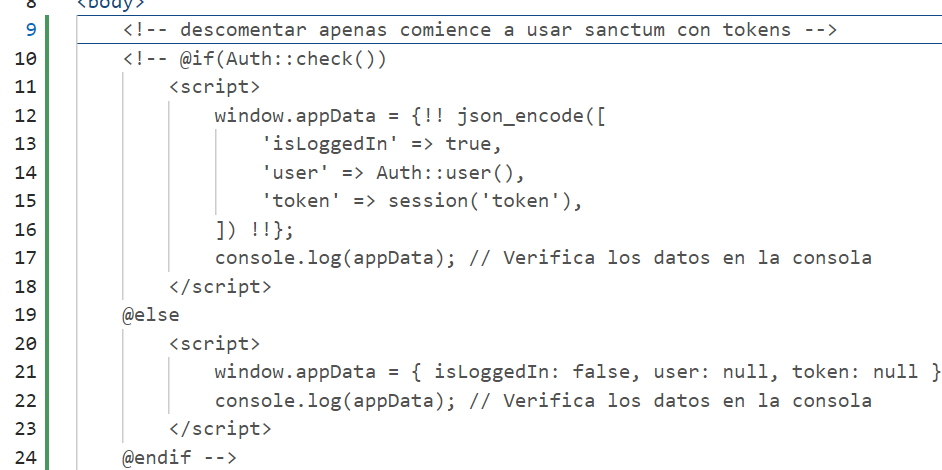 8 <body>
9 <!-- descomentar apenas comience a usar sanctum con tokens -->
10 <!-- @if(Auth::check())
11 <script>
12 window.appData = {!! json_encode([
13 'isLoggedIn' => true,
14 'user' => Auth::user(),
15 'token' => session('token'),
16 ]) !!};
17 console.log(appData); // Verifica los datos en la consola
18 </script>
19 @else
20 <script>
21 window.appData = { isLoggedIn: false, user: null, token: null }
22 console.log(appData); // Verifica los datos en la consola
23 </script>
24 @endif -->